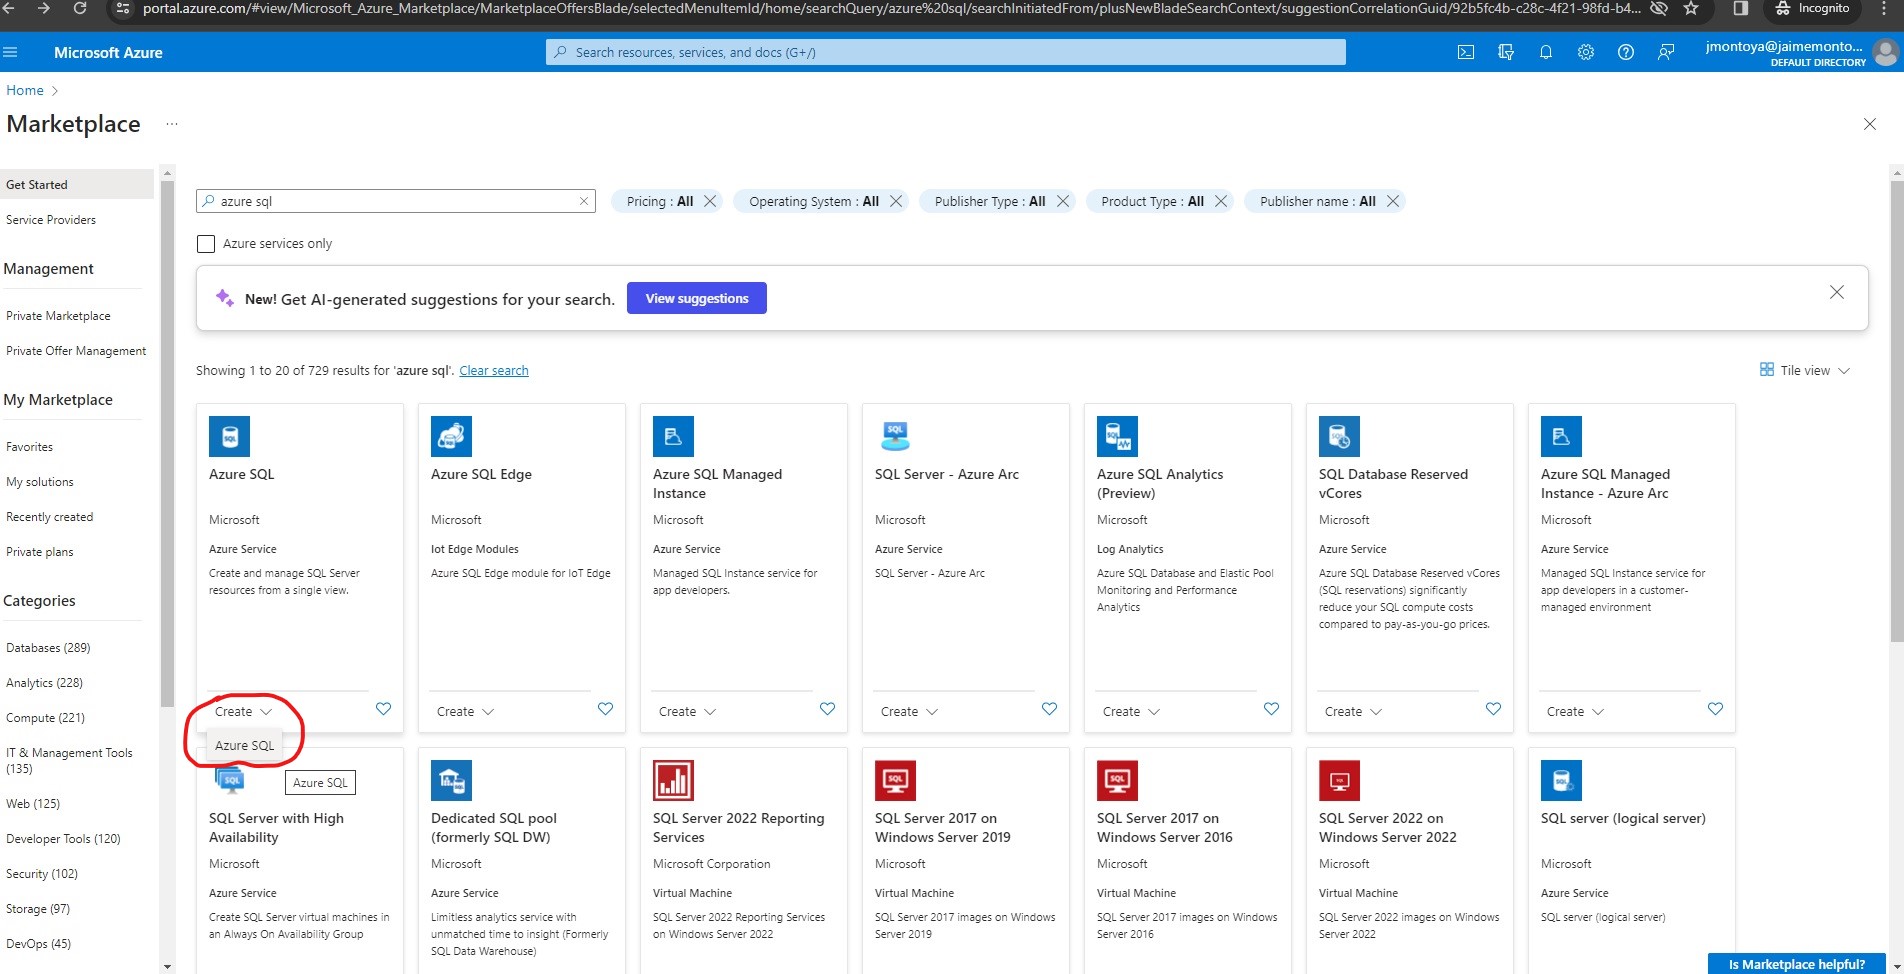 portal.azure.com/#view/Microsoft_Azure_Marketplace/MarketplaceOffersBlade/selectedMenuItemId/home/searchQuery/azure%20sql/searchInitiatedFrom/plusNewBladeSearchContext/suggestionCorrelationGuid/92b5fc4b-c28c-4f21-98fd-b4...
Incognito
Microsoft Azure
Search resources, services, and docs (G+/)
jmontoya@jaimemonto...
DEFAULT DIRECTORY
Home
Marketplace
...
Get Started
Service Providers
Management
Private Marketplace
Private Offer Management
My Marketplace
Favorites
My solutions
Recently created
Private plans
Categories
Databases (289)
Analytics (228)
Compute (221)
IT & Management Tools
(135)
Web (125)
Developer Tools (120)
Security (102)
Storage (97)
DevOps (45)
azure sql
Pricing : All
Operating System : All
Publisher Type : All
Product Type : All
Publisher name : All
Azure services only
New! Get AI-generated suggestions for your search.
View suggestions
Showing 1 to 20 of 729 results for 'azure sql'. Clear search
Tile view
SQL
Azure SQL
Microsoft
Azure Service
Create and manage SQL Server
resources from a single view.
Create
Azure SQL
Azure SQL
SQL
Azure SQL Edge
Microsoft
Iot Edge Modules
Azure SQL Edge module for IoT Edge
Create
Azure SQL Managed
Instance
Microsoft
Azure Service
Managed SQL Instance service for
app developers.
Create
SQL
SQL Server - Azure Arc
Microsoft
Azure Service
SQL Server - Azure Arc
Create
SQL
Azure SQL Analytics
(Preview)
Microsoft
Log Analytics
Azure SQL Database and Elastic Pool
Monitoring and Performance
Analytics
Create
SQL
SQL Database Reserved
vCores
Microsoft
Azure Service
Azure SQL Database Reserved vCores
(SQL reservations) significantly
reduce your SQL compute costs
compared to pay-as-you-go prices.
Create
Azure SQL Managed
Instance - Azure Arc
Microsoft
Azure Service
Managed SQL Instance service for
app developers in a customer-
managed environment
Create
SQL
SQL Server with High
Availability
Microsoft
Azure Service
Create SQL Server virtual machines in
an Always On Availability Group
SQL
Dedicated SQL pool
(formerly SQL DW)
Microsoft
Azure Service
Limitless analytics service with
unmatched time to insight (Formerly
SQL Data Warehouse)
SQL Server 2022 Reporting
Services
Microsoft Corporation
Virtual Machine
SQL Server 2022 Reporting Services
on Windows Server 2022
SQL
SQL Server 2017 on
Windows Server 2019
Microsoft
Virtual Machine
SQL Server 2017 images on Windows
Server 2019
SQL
SQL Server 2017 on
Windows Server 2016
Microsoft
Virtual Machine
SQL Server 2017 images on Windows
Server 2016
SQL
SQL Server 2022 on
Windows Server 2022
Microsoft
Virtual Machine
SQL Server 2022 images on Windows
Server 2022
SQL
SQL server (logical server)
Microsoft
Azure Service
SQL server (logical server)
Is Marketplace helpful?